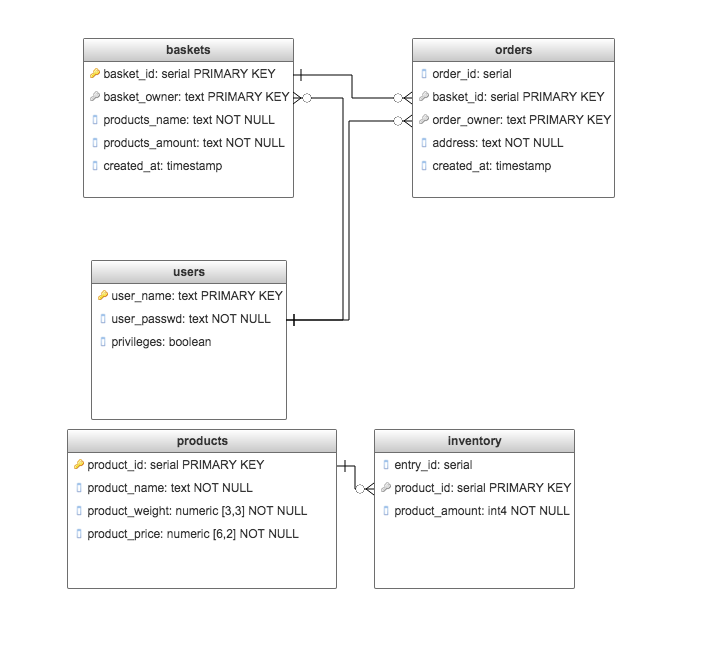 baskets
basket_id: serial PRIMARY KEY
basket_owner: text PRIMARY KEY
products_name: text NOT NULL
products_amount: text NOT NULL
created_at: timestamp
orders
order_id: serial
basket_id: serial PRIMARY KEY
order_owner: text PRIMARY KEY
address: text NOT NULL
created_at: timestamp
users
user_name: text PRIMARY KEY
user_passwd: text NOT NULL
privileges: boolean
products
product_id: serial PRIMARY KEY
product_name: text NOT NULL
product_weight: numeric [3,3] NOT NULL
product_price: numeric [6,2] NOT NULL
inventory
entry_id: serial
product_id: serial PRIMARY KEY
product_amount: int4 NOT NULL